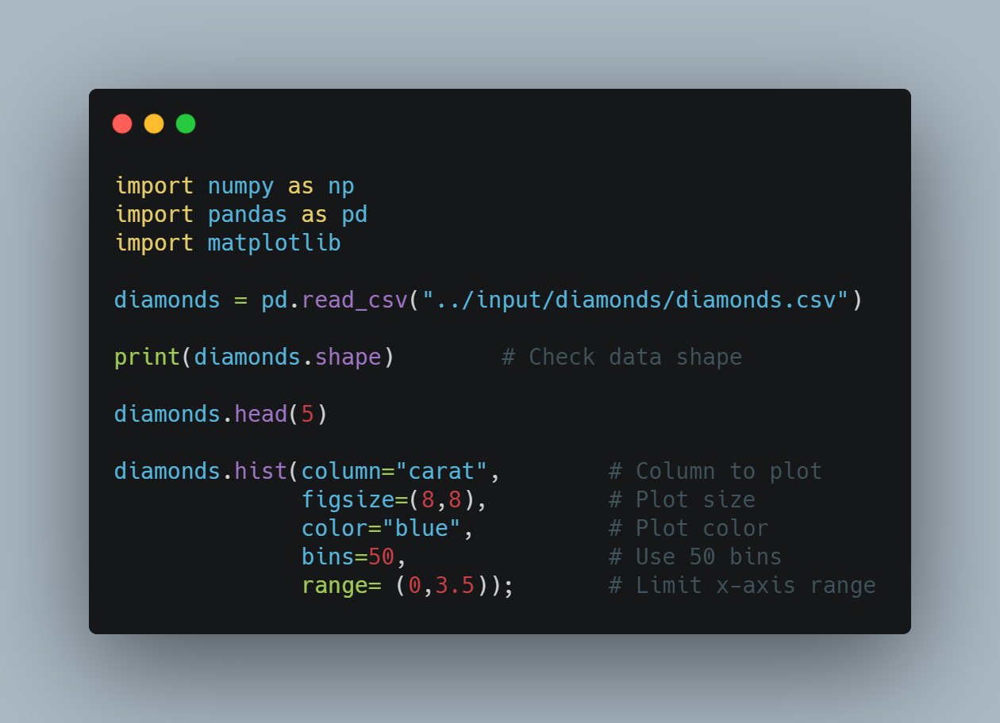 import numpy as np
import pandas as pd
import matplotlib
diamonds = pd.read_csv("../input/diamonds/diamonds.csv")
print(diamonds.shape)        # Check data shape
diamonds.head(5)
diamonds.hist(column="carat",        # Column to plot
              figsize=(8,8),         # Plot size
              color="blue",          # Plot color
              bins=50,               # Use 50 bins
              range= (0,3.5));       # Limit x-axis range